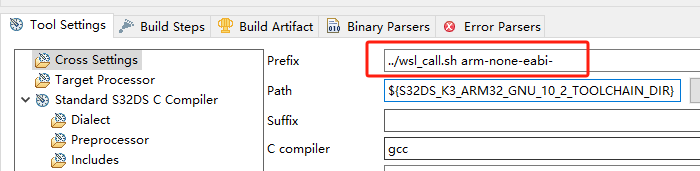 Tool Settings Build Steps Build Artifact Binary Parsers Error Parsers
Cross Settings
Target Processor
Standard S32DS C Compiler
Dialect
Preprocessor
Includes
Prefix ../wsl_call.sh arm-none-eabi-
Path ${S32DS_K3_ARM32_GNU_10_2_TOOLCHAIN_DIR}
Suffix
C compiler gcc